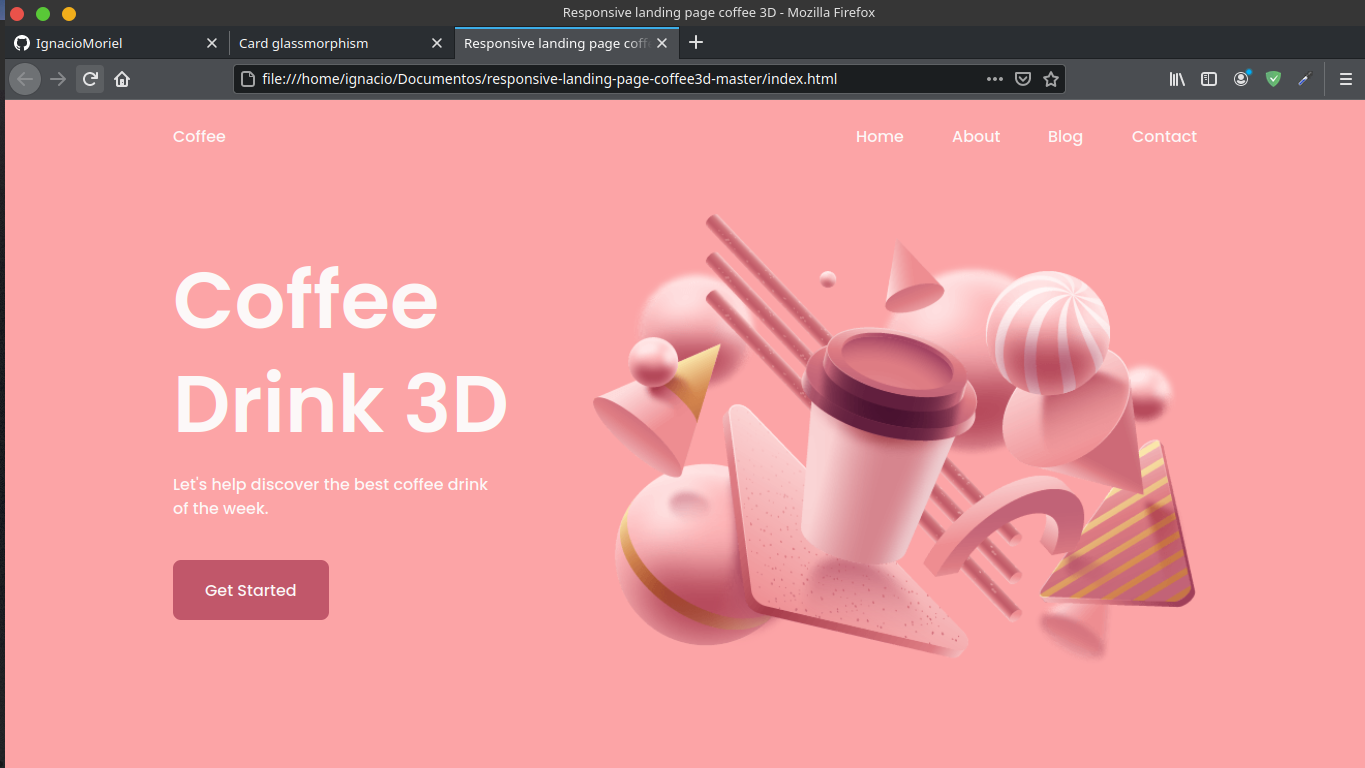 Responsive landing page coffee 3D - Mozilla Firefox
IgnacioMoriel
Card glassmorphism
Responsive landing page coff
file:///home/ignacio/Documentos/responsive-landing-page-coffee3d-master/index.html
Coffee
Home
About
Blog
Contact
Coffee
Drink 3D
Let's help discover the best coffee drink
of the week.
Get Started